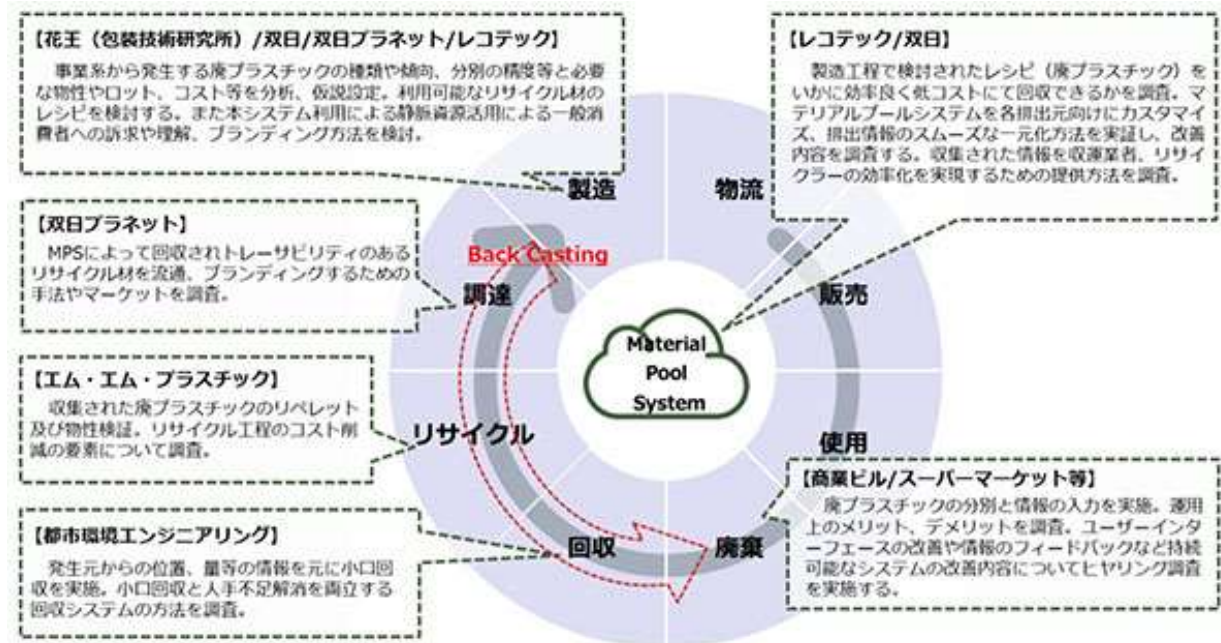 【花王（包装技術研究所）/双日/双日プラネット/レコテック】
事業系から発生する廃プラスチックの種類や傾向、分別の精度等と必要
な物性やロット、コスト等を分析、仮説設定。利用可能なリサイクル材の
レシピを検討する。また本システム利用による静脈資源活用による一般消
費者への訴求や理解、ブランディング方法を検討。
【レコテック/双日】
製造工程で検討されたレシピ（廃プラスチック）を
いかに効率良く低コストにて回収できるかを調査。マ
テリアルプールシステムを各排出元向けにカスタマイ
ズ、排出情報のスムーズな一元化方法を実証し、改善
内容を調査する。収集された情報を収運業者、リサイ
クラーの効率化を実現するための提供方法を調査。
製造
物流
【双日プラネット】
MPSによって回収されトレーサビリティのある
リサイクル材を流通、ブランディングするための
手法やマーケットを調査。
Back Casting
調達
販売
Material
Pool
System
【エム・エム・プラスチック】
収集された廃プラスチックのリペレット
及び物性検証。リサイクル工程のコスト削
減の要素について調査。
リサイクル
使用
【商業ビル/スーパーマーケット等】
廃プラスチックの分別と情報の入力を実施。運用
上のメリット、デメリットを調査。ユーザーインター
フェースの改善や情報のフィードバックなど持続
可能なシステムの改善内容についてヒヤリング調査
を実施する。
【都市環境エンジニアリング】
発生元からの位置、量等の情報を元に小口回
収を実施。小口回収と人手不足解消を両立する
回収システムの方法を調査。
回収
廃棄